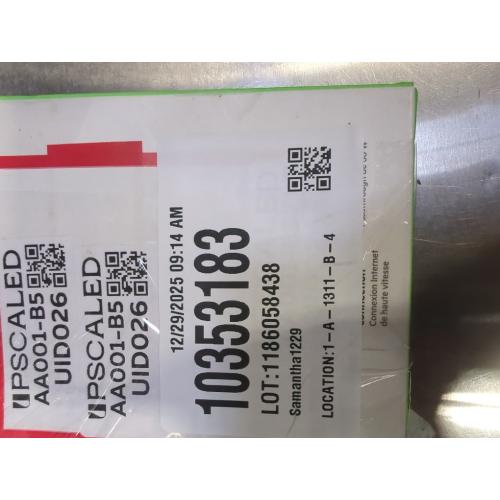 UPSCALED
AA001-B5
UID026
UPSCALED
AA001-B5
UID026
12/29/2025 09:14 AM
10353183
LOT:1186058438
Samantha1229
LOCATION:1-A-1311-B-4
Connexion Internet
de haute vitesse